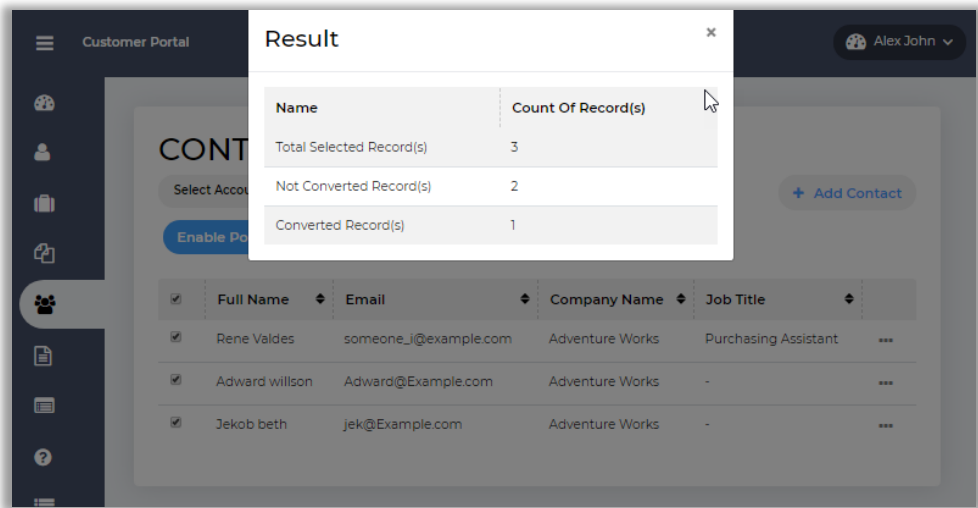 Customer Portal
Result
×
Alex John
Name Count Of Record(s)
Total Selected Record(s) 3
Not Converted Record(s) 2
Converted Record(s) 1
CONT
Select Accou
+ Add Contact
Enable Po
Full Name Email Company Name Job Title
Rene Valdes someone_i@example.com Adventure Works Purchasing Assistant
Adward willson Adward@Example.com Adventure Works -
Jekob beth jek@Example.com Adventure Works -